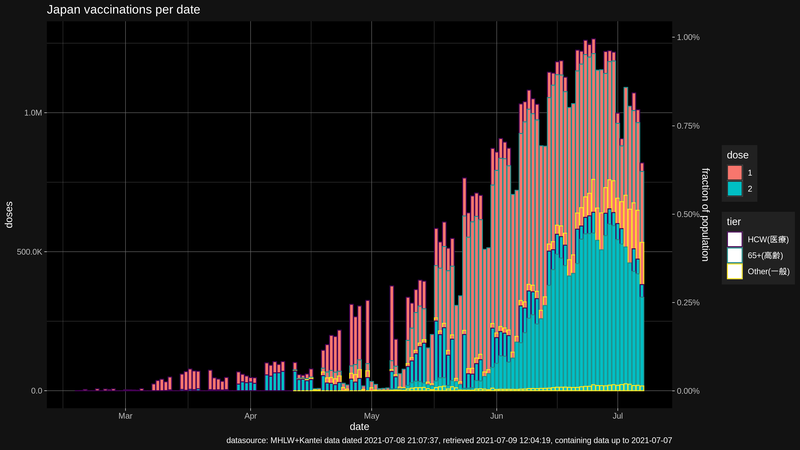 Japan vaccinations per date
1.0M
500.0K
0.0
doses
Mar
Apr
May
Jun
Jul
date
1.00%
0.75%
0.50%
0.25%
0.00%
fraction of population
dose
1
2
tier
HCW(医療)
65+(高齢)
Other(一般)
datasource: MHLW+Kantei data dated 2021-07-08 21:07:37, retrieved 2021-07-09 12:04:19, containing data up to 2021-07-07